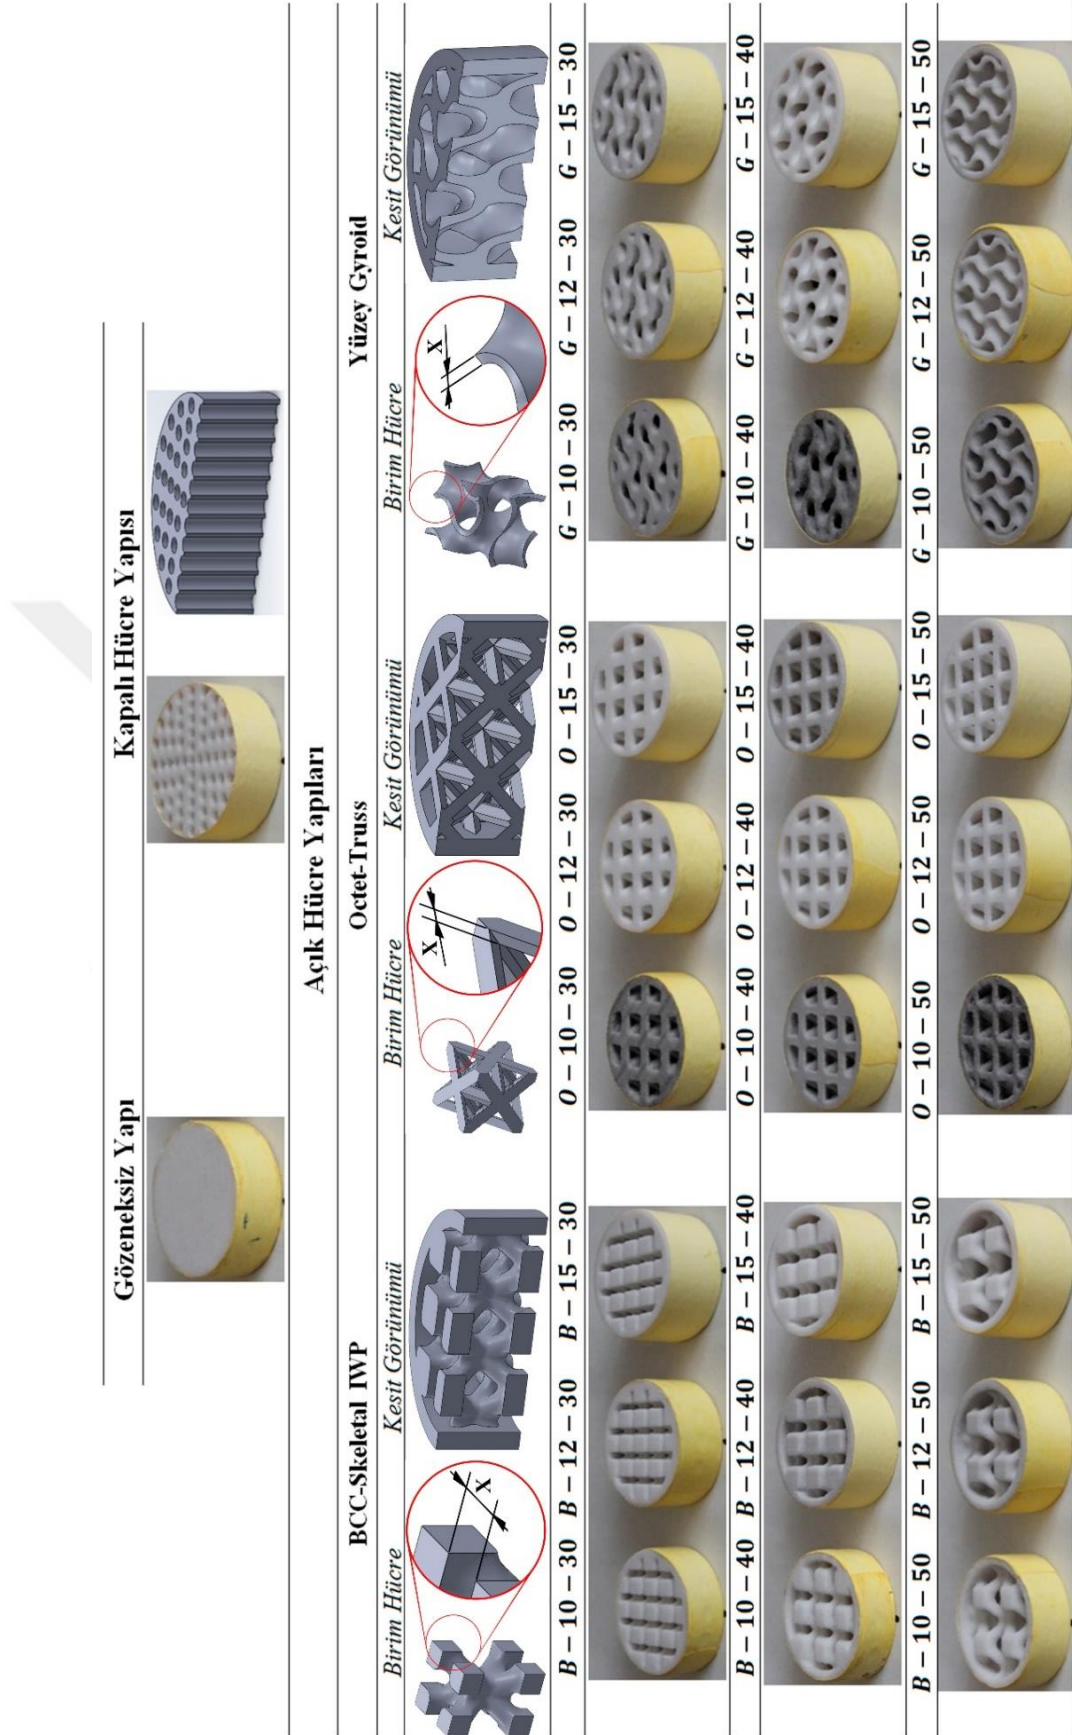 Gözeneksiz Yapı Kapalı Hücre Yapısı
Açık Hücre Yapıları
BCC-Skeletal IWP Octet-Truss Yüzey Gyroid
Birim Hücre Kesit Görünümü Birim Hücre Kesit Görünümü Birim Hücre Kesit Görünümü
X X X
B – 10 – 30 B – 12 – 30 B – 15 – 30 O – 10 – 30 O – 12 – 30 O – 15 – 30 G – 10 – 30 G – 12 – 30 G – 15 – 30
B – 10 – 40 B – 12 – 40 B – 15 – 40 O – 10 – 40 O – 12 – 40 O – 15 – 40 G – 10 – 40 G – 12 – 40 G – 15 – 40
B – 10 – 50 B – 12 – 50 B – 15 – 50 O – 10 – 50 O – 12 – 50 O – 15 – 50 G – 10 – 50 G – 12 – 50 G – 15 – 50